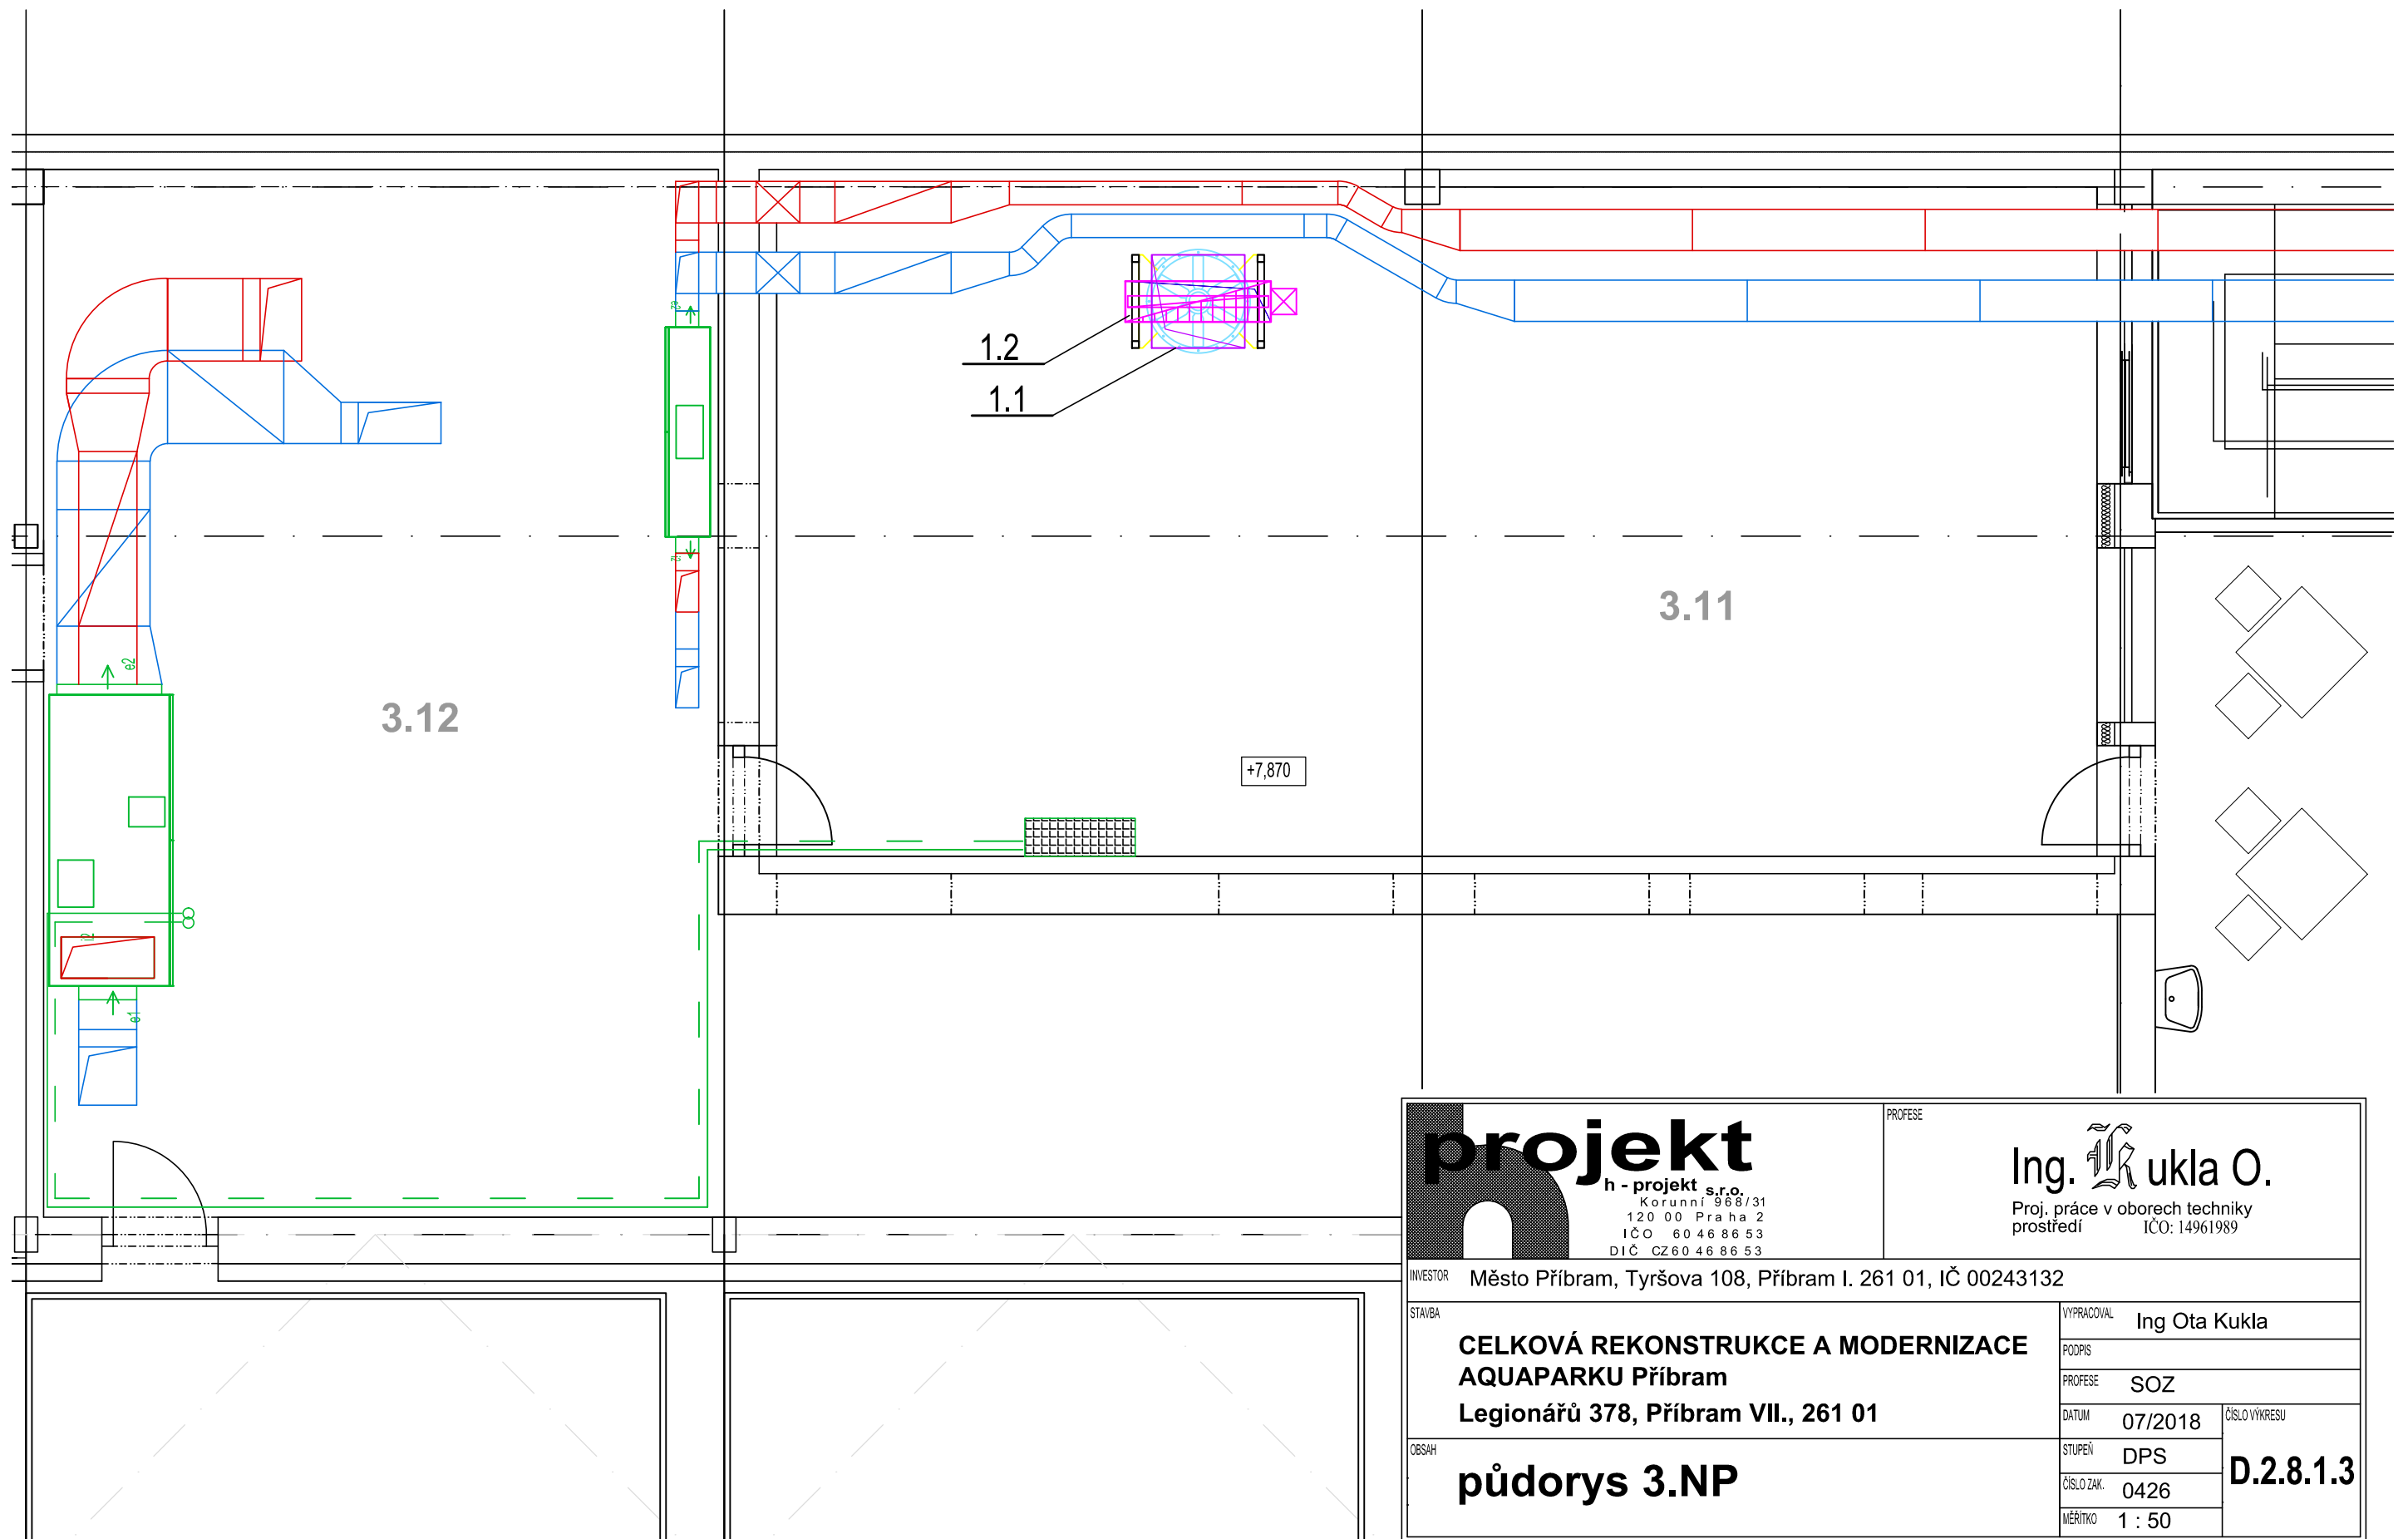 1.2
1.1
3.11
3.12
e2
+7,870
e1
projekt
h - projekt s.r.o.
Korunní 968/31
120 00 Praha 2
IČO 60 46 86 53
DIČ CZ60 46 86 53
PROFESE
Ing. Kukla O.
Proj. práce v oborech techniky
prostředí IČO: 14961989
INVESTOR Město Příbram, Tyršova 108, Příbram I. 261 01, IČ 00243132
STAVBA
CELKOVÁ REKONSTRUKCE A MODERNIZACE
AQUAPARKU Příbram
Legionářů 378, Příbram VII., 261 01
VYPRACOVAL Ing Ota Kukla
PODPIS
PROFESE SOZ
DATUM 07/2018
ČÍSLO VÝKRESU
D.2.8.1.3
OBSAH
půdorys 3.NP
STUPEŇ DPS
ČÍSLO ZAK. 0426
MĚŘÍTKO 1 : 50